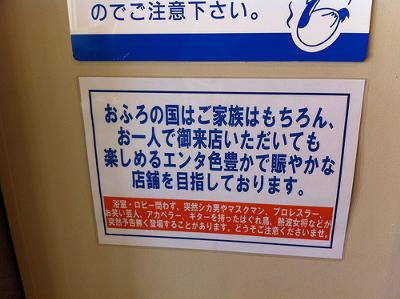 のでご注意下さい。
おふろの国はご家族はもちろん、
お一人で御来店いただいても
楽しめるエンタ色豊かで賑やかな
店舗を目指しております。
浴室・ロビー問わず、突然シカ男やマスクマン、プロレスラー、
お笑い芸人、アカペラー、ギターを持ったはぐれ鳥、熱波女将などが
突然予告無く登場することがあります。どうぞご注意くださいませ。